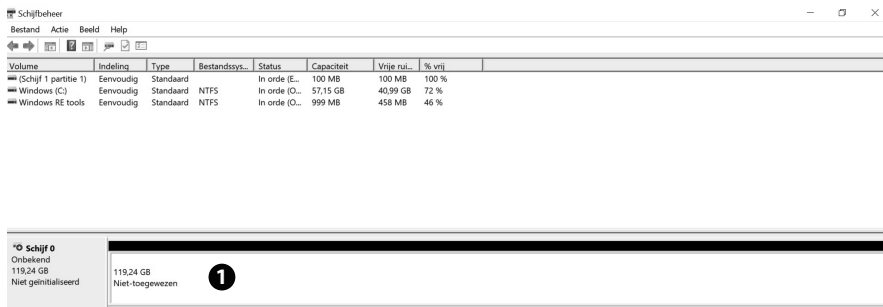 Schijfbeheer
Bestand Actie Beeld Help
Volume Indeling Type Bestandssys... Status Capaciteit Vrije rui... % vrij
(Schijf 1 partitie 1) Eenvoudig Standaard In orde (E... 100 MB 100 MB 100 %
Windows (C:) Eenvoudig Standaard NTFS In orde (O... 57,15 GB 40,99 GB 72 %
Windows RE tools Eenvoudig Standaard NTFS In orde (O... 999 MB 458 MB 46 %
Schijf 0
Onbekend
119,24 GB
Niet geïnitialiseerd
119,24 GB
Niet-toegewezen
1